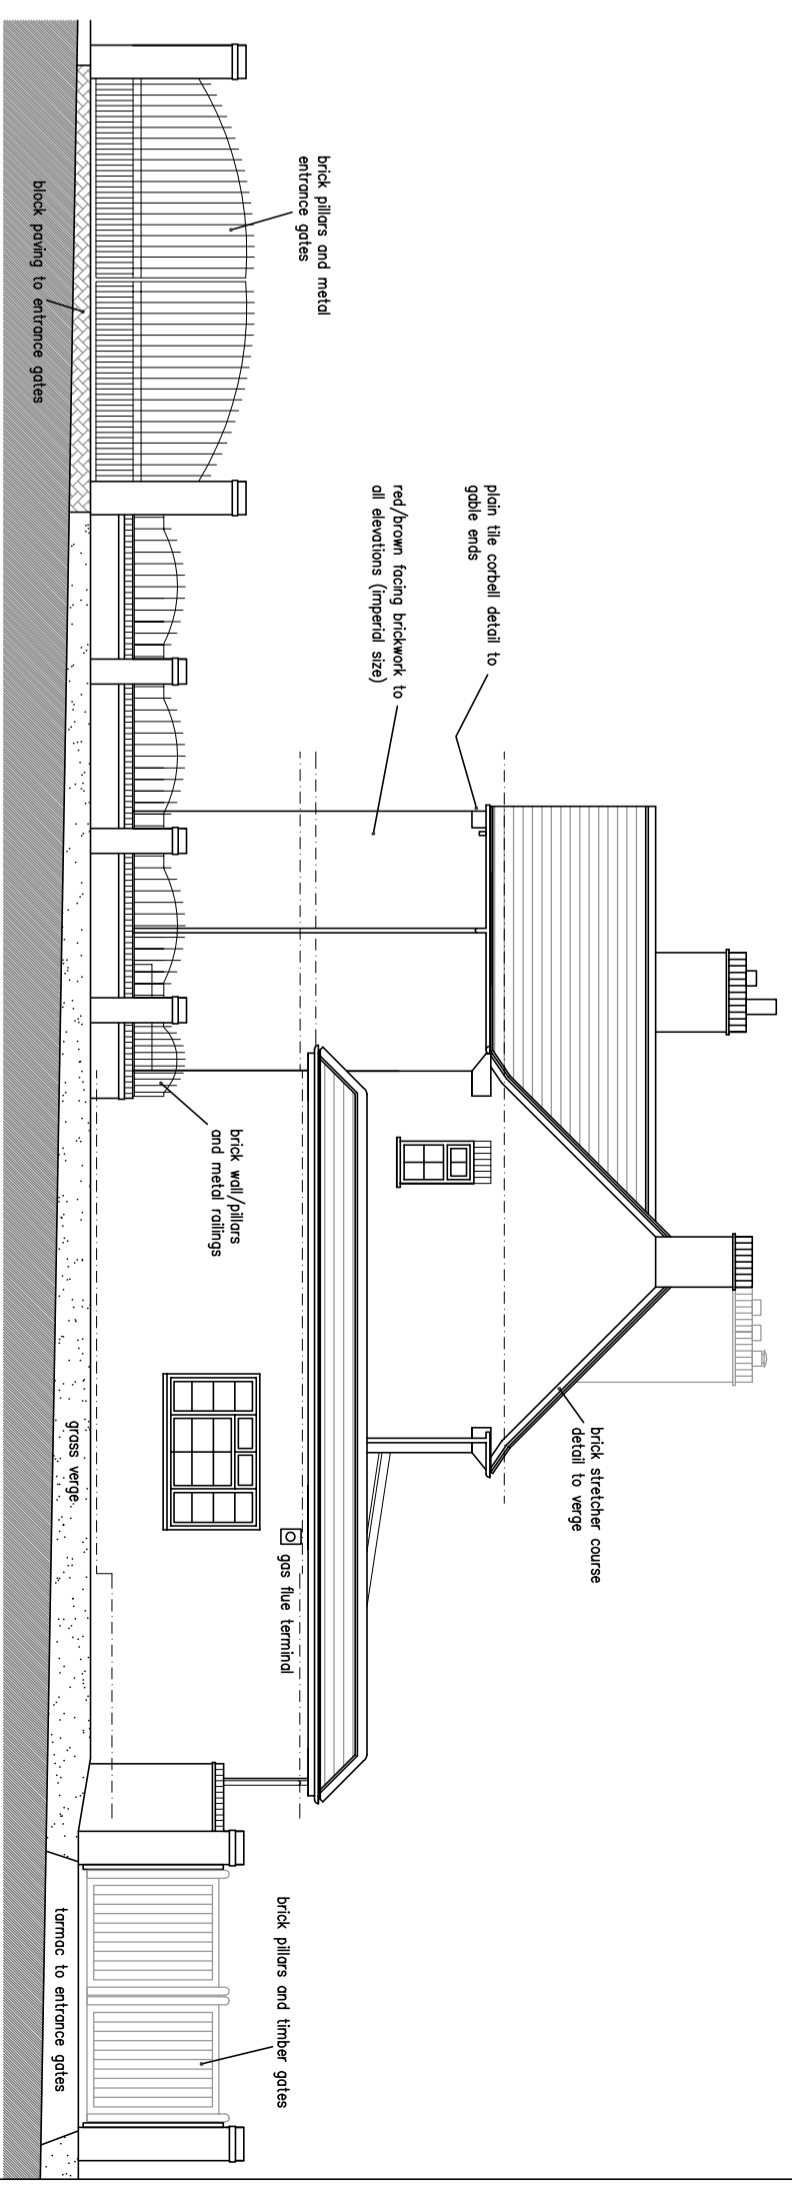 brick pillars and metal
entrance gates
block paving to entrance gates
plain tile corbell detail to
gable ends
red/brown facing brickwork to
all elevations (imperial size)
brick wall/pillars
and metal railings
brick stretcher course
detail to verge
grass verge
gas flue terminal
brick pillars and timber gates
tarmac to entrance gates